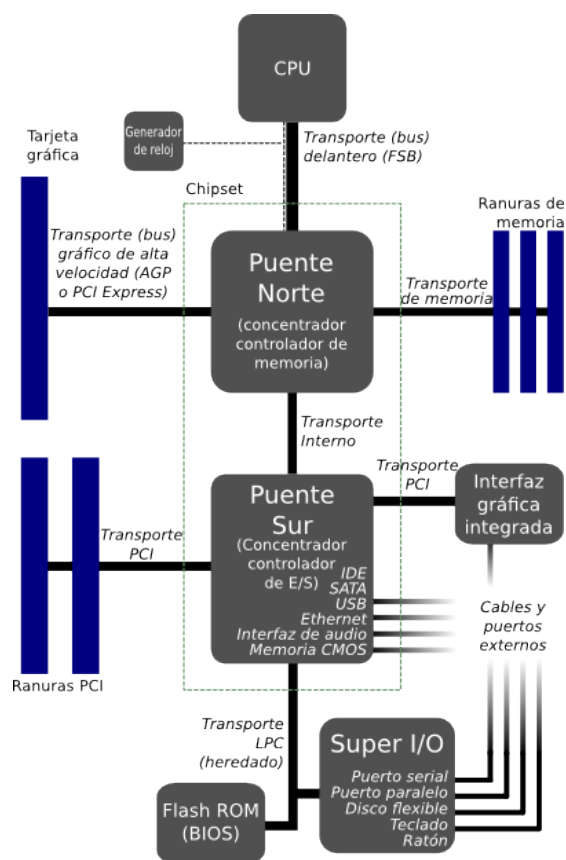 CPU
Generador
de reloj
Transporte (bus)
delantero (FSB)
Tarjeta
gráfica
Chipset
Ranuras de
memoria
Transporte (bus)
gráfico de alta
velocidad (AGP
o PCI Express)
Puente
Norte
(concentrador
controlador de
memoria)
Transporte
de memoria
Transporte
Interno
Transporte
PCI
Interfaz
gráfica
integrada
Transporte
PCI
Puente
Sur
(Concentrador
controlador
de E/S)
IDE
SATA
USB
Ethernet
Interfaz de audio
Memoria CMOS
Cables y
puertos
externos
Ranuras PCI
Transporte
LPC
(heredado)
Super I/O
Puerto serial
Puerto paralelo
Disco flexible
Teclado
Ratón
Flash ROM
(BIOS)